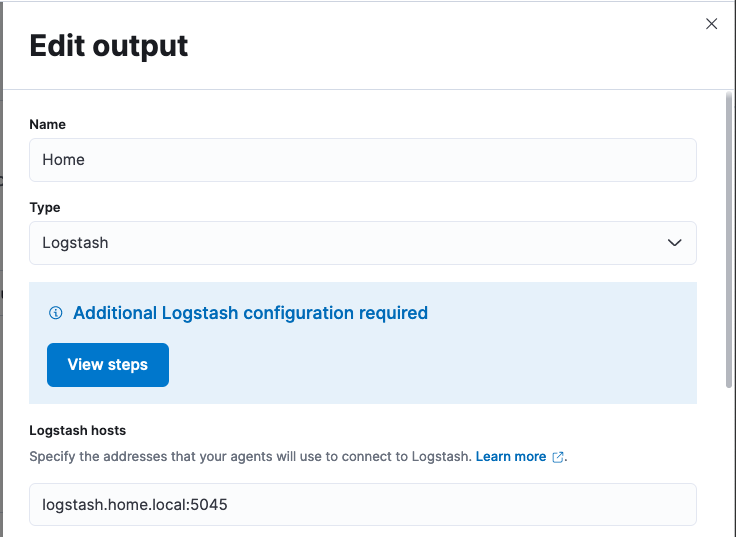 Edit output
Name
Home
Type
Logstash
Additional Logstash configuration required
View steps
Logstash hosts
Specify the addresses that your agents will use to connect to Logstash. Learn more.
logstash.home.local:5045